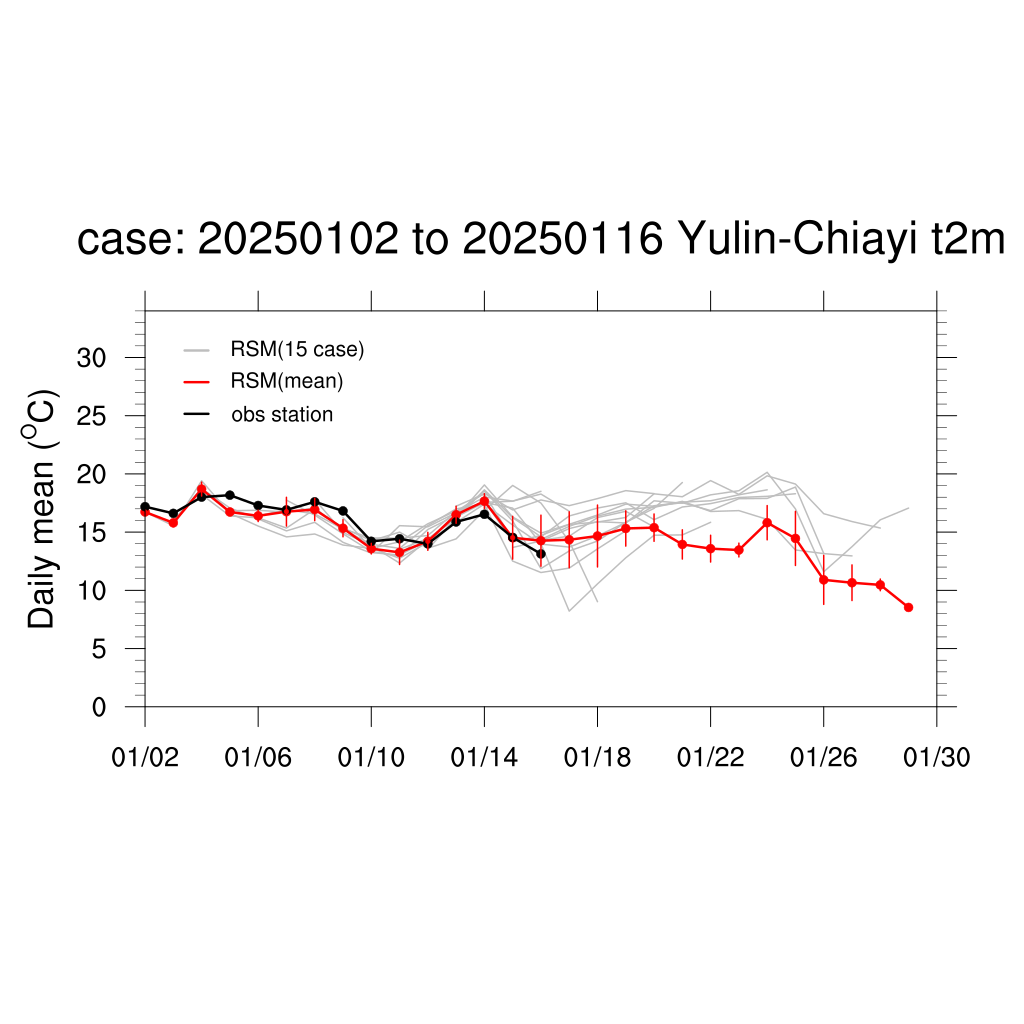 case: 20250102 to 20250116 Yulin-Chiayi t2m
RSM(15 case)
RSM(mean)
obs station
Daily mean (°C)
30
25
20
15
10
5
0
01/02 01/06 01/10 01/14 01/18 01/22 01/26 01/30